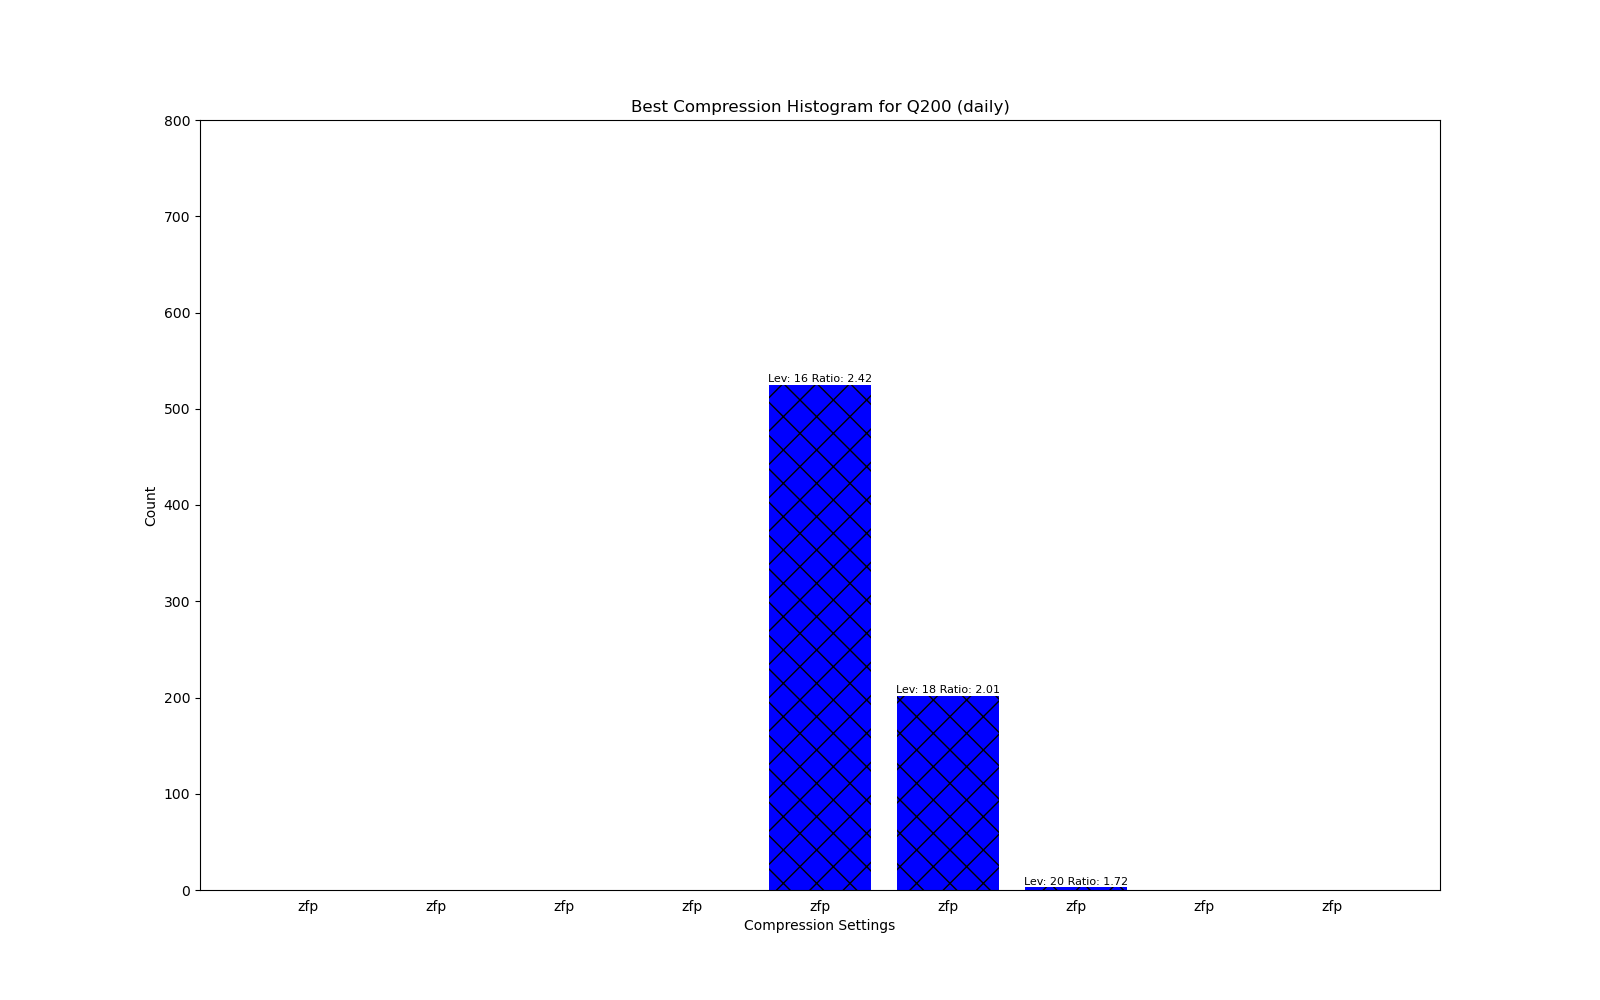 Best Compression Histogram for Q200 (daily)
800
700
600
500
400
300
200
100
0
Count
Lev: 16 Ratio: 2.42
Lev: 18 Ratio: 2.01
Lev: 20 Ratio: 1.72
zfp zfp zfp zfp zfp zfp zfp zfp zfp
Compression Settings